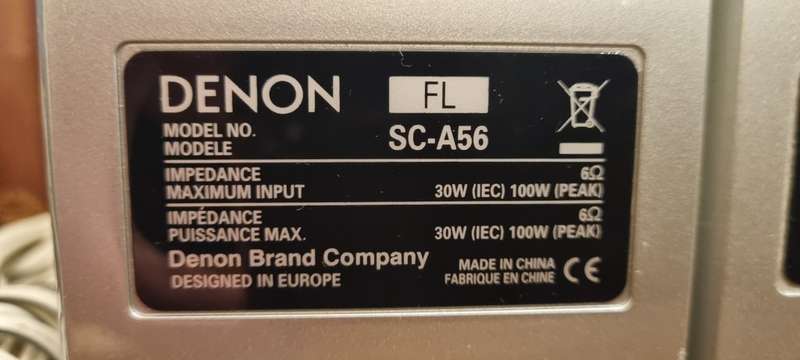 DENON FL
MODEL NO.
MODELE SC-A56
IMPEDANCE 6Ω
MAXIMUM INPUT 30W (IEC) 100W (PEAK)
IMPÉDANCE 6Ω
PUISSANCE MAX. 30W (IEC) 100W (PEAK)
Denon Brand Company
DESIGNED IN EUROPE
MADE IN CHINA
FABRIQUE EN CHINE
CE